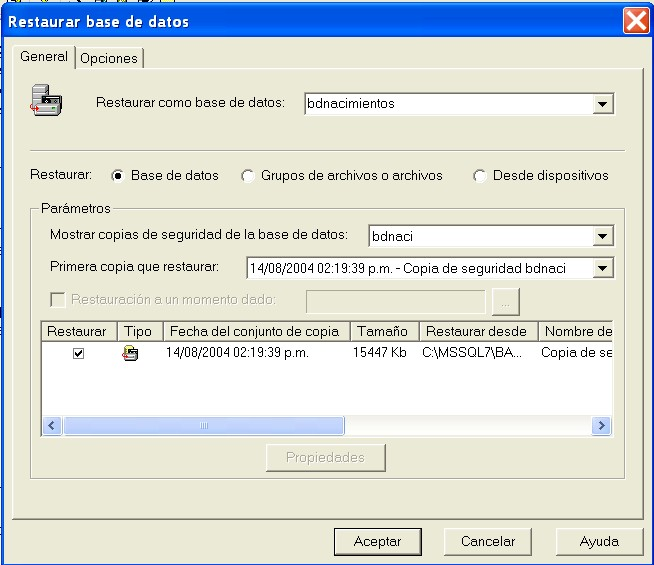 Restaurar base de datos
General Opciones
Restaurar como base de datos: bdnacimientos
Restaurar: Base de datos Grupos de archivos o archivos Desde dispositivos
Parámetros
Mostrar copias de seguridad de la base de datos: bdnaci
Primera copia que restaurar: 14/08/2004 02:19:39 p.m. - Copia de seguridad bdnaci
Restauración a un momento dado: ...
Restaurar Tipo Fecha del conjunto de copia Tamaño Restaurar desde Nombre de
14/08/2004 02:19:39 p.m. 15447 Kb C:\MSSQL7\BA... Copia de se
Propiedades
Aceptar Cancelar Ayuda